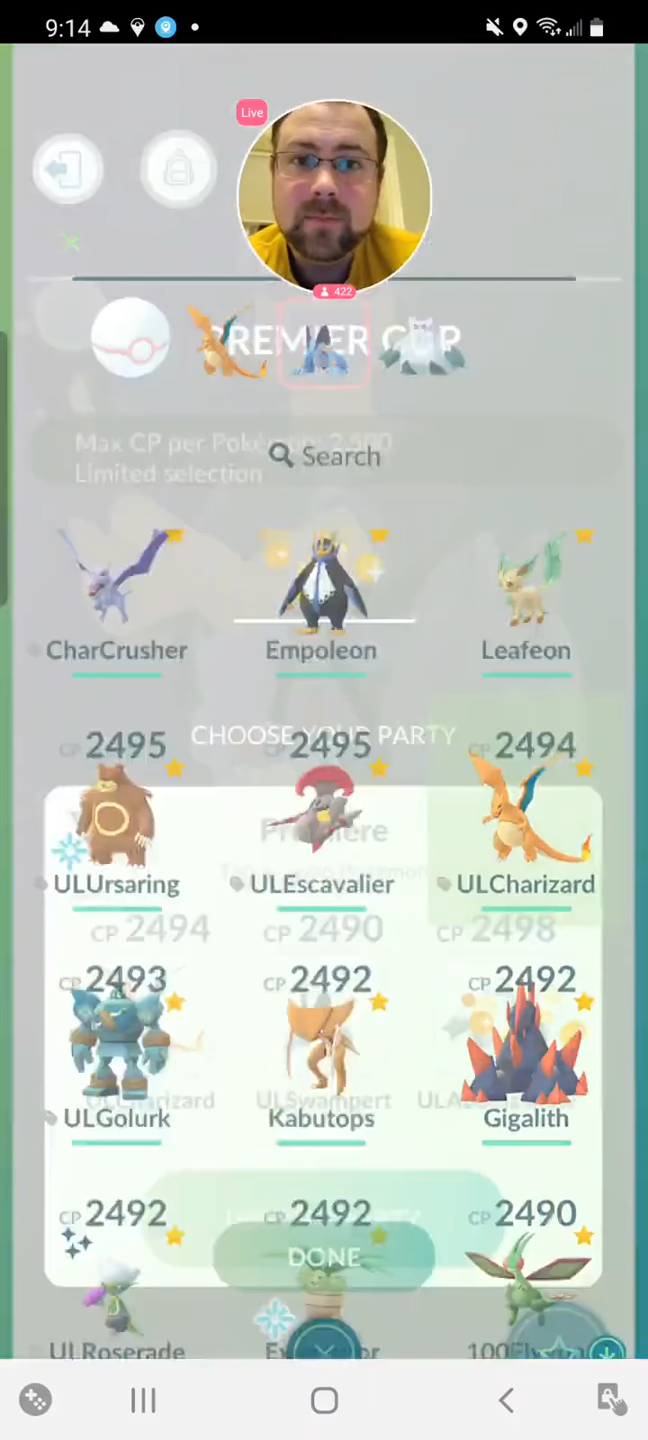 9:14
Live
422
PREMIER CUP
Max CP per Pokémon: 2,500
Limited selection
Search
CharCrusher Empoleon Leafeon
CHOOSE YOUR PARTY
CP 2495 CP 2495 CP 2494
Premiere
ULUrsaring ULEscavalier ULCharizard
CP 2494 CP 2490 CP 2498
CP 2493 CP 2492 CP 2492
ULCharizard ULSwampert
ULGolurk Kabutops Gigalith
CP 2492 CP 2492 CP 2490
DONE
ULRoserade